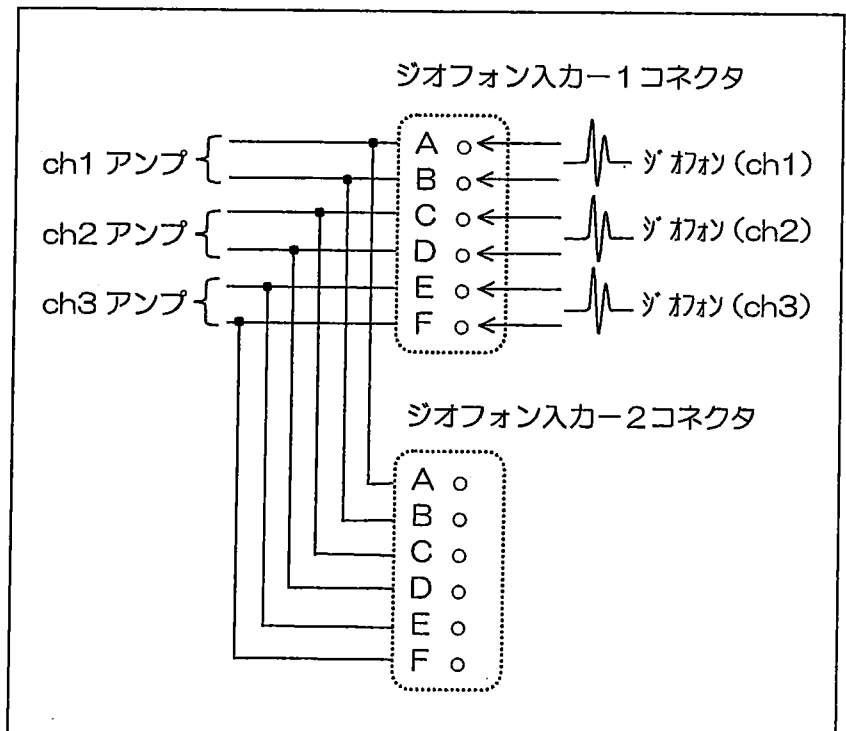 ジオフォン入力ー1コネクタ
ch1 アンプ
A
B
ジオフォン(ch1)
ch2 アンプ
C
D
ジオフォン(ch2)
ch3 アンプ
E
F
ジオフォン(ch3)
ジオフォン入力ー2コネクタ
A
B
C
D
E
F